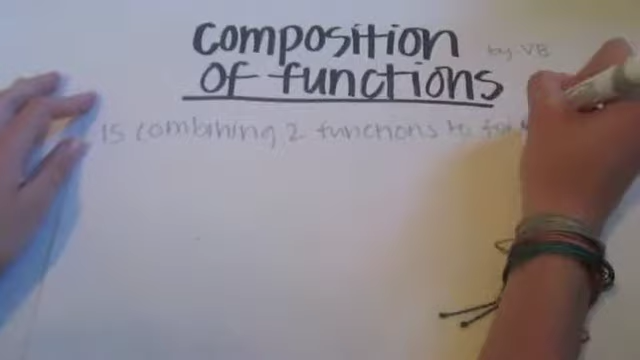 composition
by VB
of functions
is combining 2 functions to